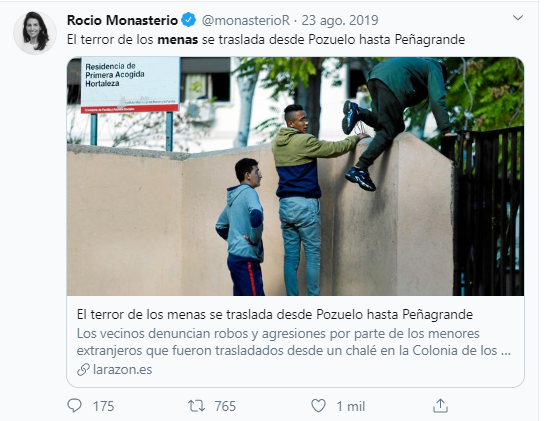 Rocio Monasterio @monasterioR · 23 ago. 2019
El terror de los menas se traslada desde Pozuelo hasta Peñagrande
Residencia de
Primera Acogida
Hortaleza
El terror de los menas se traslada desde Pozuelo hasta Peñagrande
Los vecinos denuncian robos y agresiones por parte de los menores
extranjeros que fueron trasladados desde un chalé en la Colonia de los ...
larazon.es
175 765 1 mil